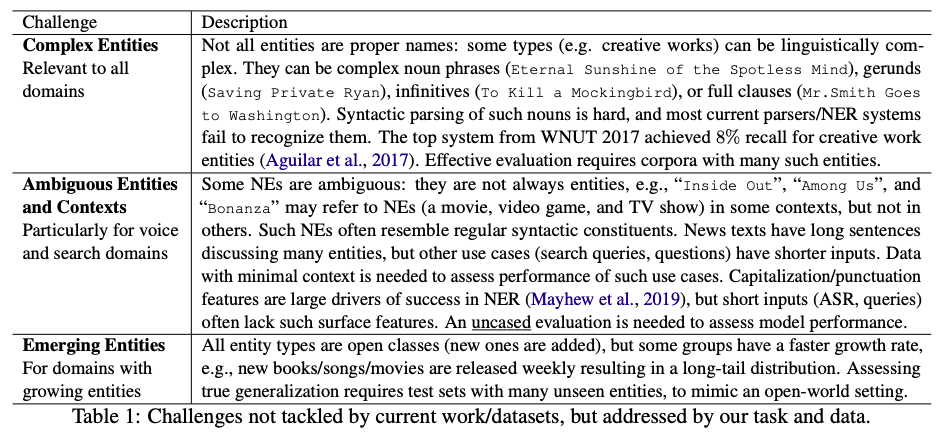 Challenge Description
Complex Entities Not all entities are proper names: some types (e.g. creative works) can be linguistically com-
Relevant to all plex. They can be complex noun phrases (Eternal Sunshine of the Spotless Mind), gerunds
domains (Saving Private Ryan), infinitives (To Kill a Mockingbird), or full clauses (Mr.Smith Goes
to Washington). Syntactic parsing of such nouns is hard, and most current parsers/NER systems
fail to recognize them. The top system from WNUT 2017 achieved 8% recall for creative work
entities (Aguilar et al., 2017). Effective evaluation requires corpora with many such entities.
Ambiguous Entities Some NEs are ambiguous: they are not always entities, e.g., “Inside Out”, “Among Us”, and
and Contexts “Bonanza” may refer to NEs (a movie, video game, and TV show) in some contexts, but not in
Particularly for voice others. Such NEs often resemble regular syntactic constituents. News texts have long sentences
and search domains discussing many entities, but other use cases (search queries, questions) have shorter inputs. Data
with minimal context is needed to assess performance of such use cases. Capitalization/punctuation
features are large drivers of success in NER (Mayhew et al., 2019), but short inputs (ASR, queries)
often lack such surface features. An uncased evaluation is needed to assess model performance.
Emerging Entities All entity types are open classes (new ones are added), but some groups have a faster growth rate,
For domains with e.g., new books/songs/movies are released weekly resulting in a long-tail distribution. Assessing
growing entities true generalization requires test sets with many unseen entities, to mimic an open-world setting.
Table 1: Challenges not tackled by current work/datasets, but addressed by our task and data.